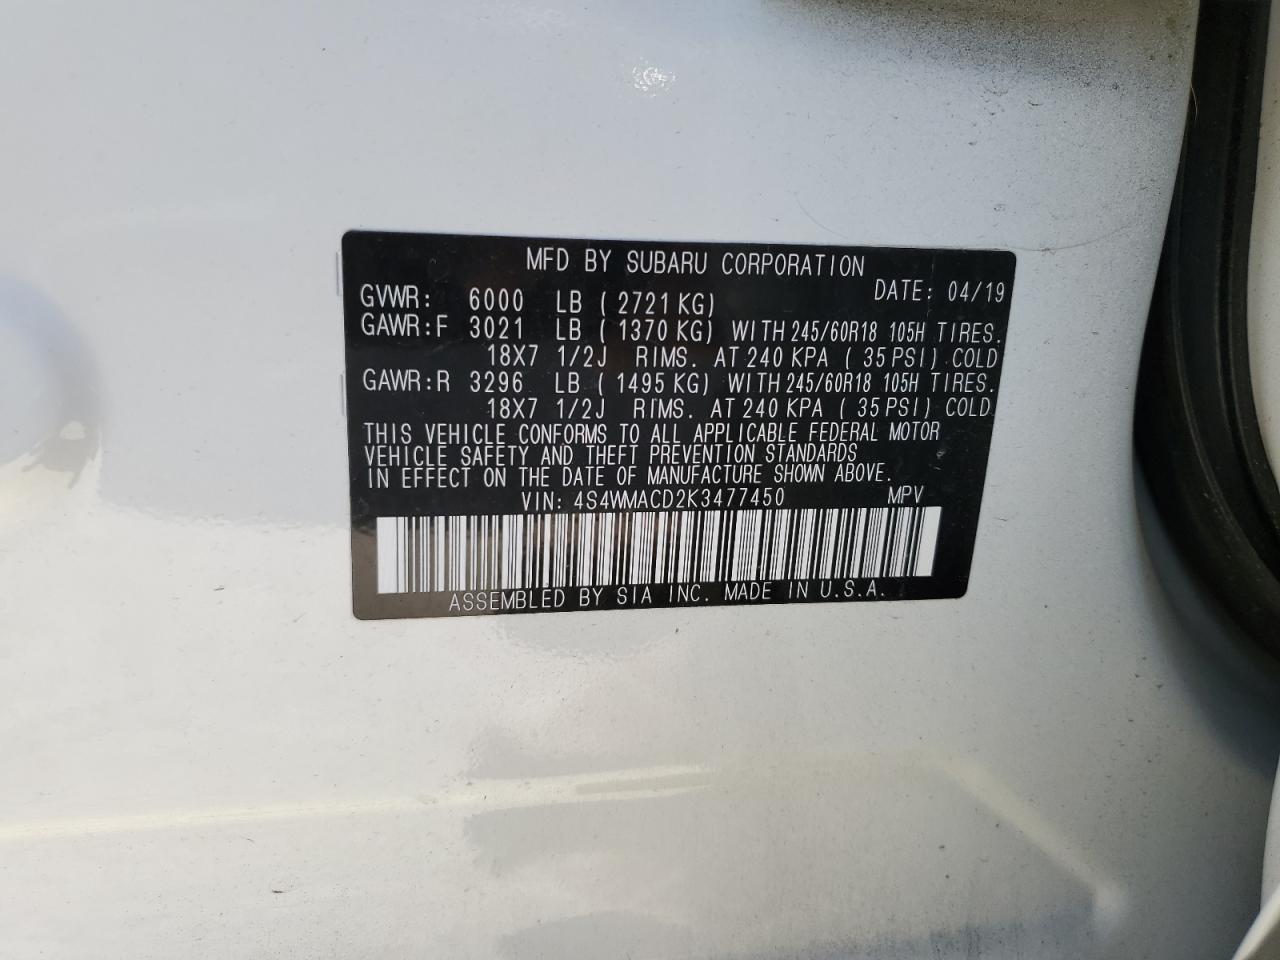 MFD BY SUBARU CORPORATION
DATE: 04/19
GVWR: 6000 LB ( 2721 KG)
GAWR:F 3021 LB ( 1370 KG) WITH 245/60R18 105H TIRES.
18X7 1/2J RIMS. AT 240 KPA ( 35 PSI) COLD
GAWR:R 3296 LB ( 1495 KG) WITH 245/60R18 105H TIRES.
18X7 1/2J RIMS. AT 240 KPA ( 35 PSI) COLD.
THIS VEHICLE CONFORMS TO ALL APPLICABLE FEDERAL MOTOR
VEHICLE SAFETY AND THEFT PREVENTION STANDARDS
IN EFFECT ON THE DATE OF MANUFACTURE SHOWN ABOVE.
VIN: 4S4WMACD2K3477450 MPV
ASSEMBLED BY SIA INC. MADE IN U.S.A.